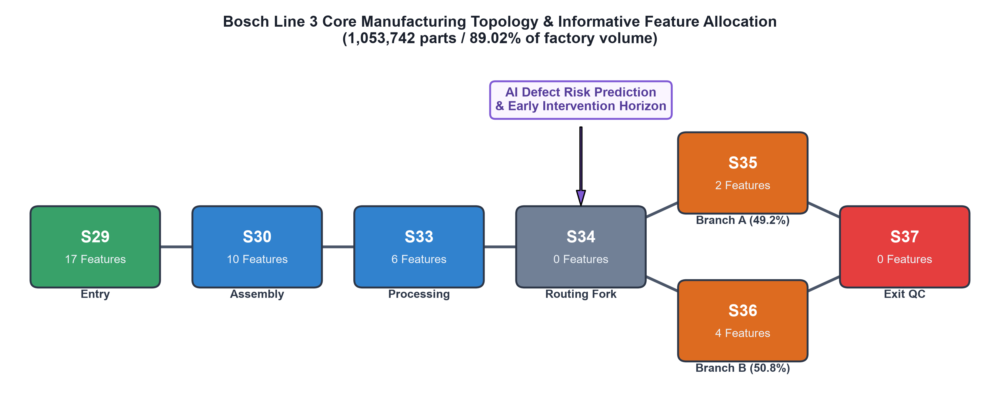 Bosch Line 3 Core Manufacturing Topology & Informative Feature Allocation
(1,053,742 parts / 89.02% of factory volume)
AI Defect Risk Prediction
& Early Intervention Horizon
S29
17 Features
Entry
S30
10 Features
Assembly
S33
6 Features
Processing
S34
0 Features
Routing Fork
S35
2 Features
Branch A (49.2%)
S36
4 Features
Branch B (50.8%)
S37
0 Features
Exit QC